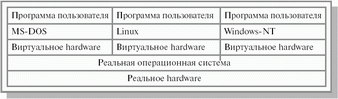 Программа пользователя Программа пользователя Программа пользователя
MS-DOS Linux Windows-NT
Виртуальное hardware Виртуальное hardware Виртуальное hardware
Реальная операционная система
Реальное hardware